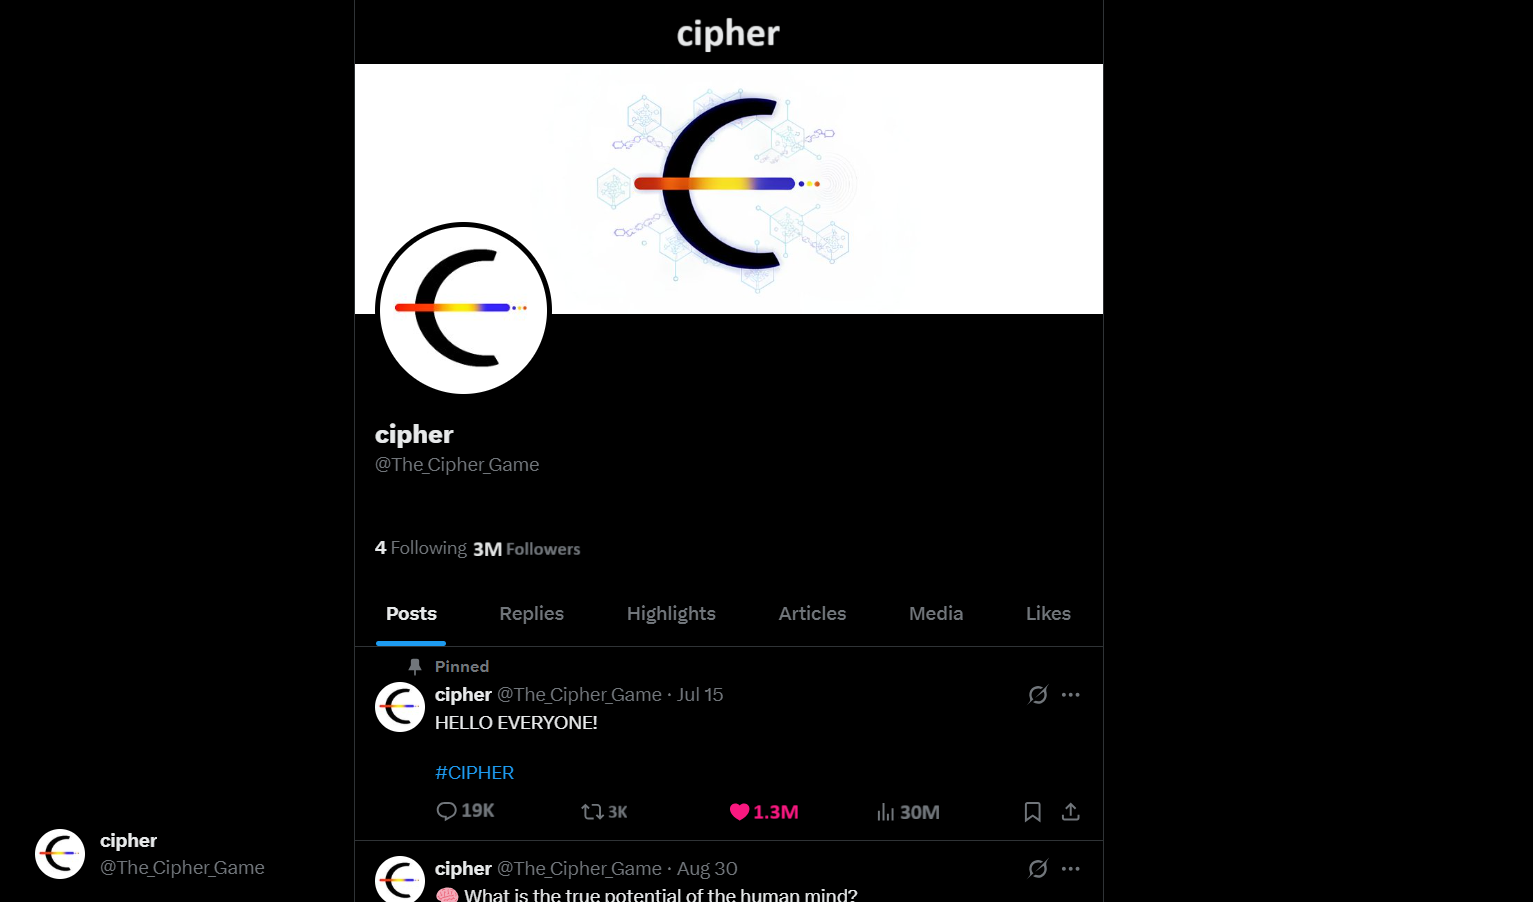 cipher
cipher
@The_Cipher_Game
4 Following 3M Followers
Posts Replies Highlights Articles Media Likes
Pinned
cipher @The_Cipher_Game · Jul 15
HELLO EVERYONE!
#CIPHER
19K 3K 1.3M 30M
cipher @The_Cipher_Game · Aug 30
🧠 What is the true potential of the human mind?
cipher
@The_Cipher_Game